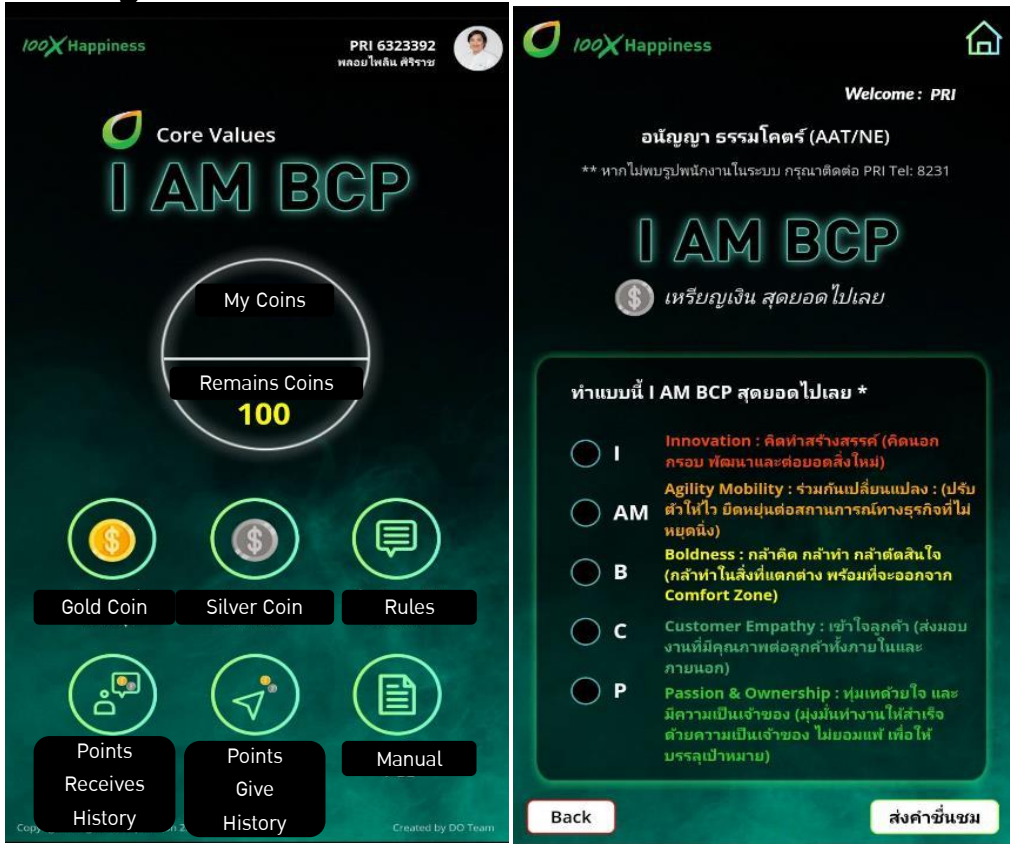 100X Happiness
PRI 6323392
พลอยไพลิน ศิริราช
Core Values
I AM BCP
My Coins
Remains Coins
100
Gold Coin
Silver Coin
Rules
Points
Receives
History
Points
Give
History
Manual
Created by DO Team
100X Happiness
Welcome : PRI
อนัญญา ธรรมโคตร์ (AAT/NE)
** หากไม่พบรูปพนักงานในระบบ กรุณาติดต่อ PRI Tel: 8231
I AM BCP
เหรียญเงิน สุดยอดไปเลย
ทำแบบนี้ I AM BCP สุดยอดไปเลย *
I
Innovation : คิดทำสร้างสรรค์ (คิดนอก
กรอบ พัฒนาและต่อยอดสิ่งใหม่)
AM
Agility Mobility : ร่วมกันเปลี่ยนแปลง : (ปรับ
ตัวให้ไว ยืดหยุ่นต่อสถานการณ์ทางธุรกิจที่ไม่
หยุดนิ่ง)
B
Boldness : กล้าคิด กล้าทำ กล้าตัดสินใจ
(กล้าทำในสิ่งที่แตกต่าง พร้อมที่จะออกจาก
Comfort Zone)
C
Customer Empathy : เข้าใจลูกค้า (ส่งมอบ
งานที่มีคุณภาพต่อลูกค้าทั้งภายในและ
ภายนอก)
P
Passion & Ownership : ทุ่มเทด้วยใจ และ
มีความเป็นเจ้าของ (มุ่งมั่นทำงานให้สำเร็จ
ด้วยความเป็นเจ้าของ ไม่ยอมแพ้ เพื่อให้
บรรลุเป้าหมาย)
Back
ส่งคำชื่นชม